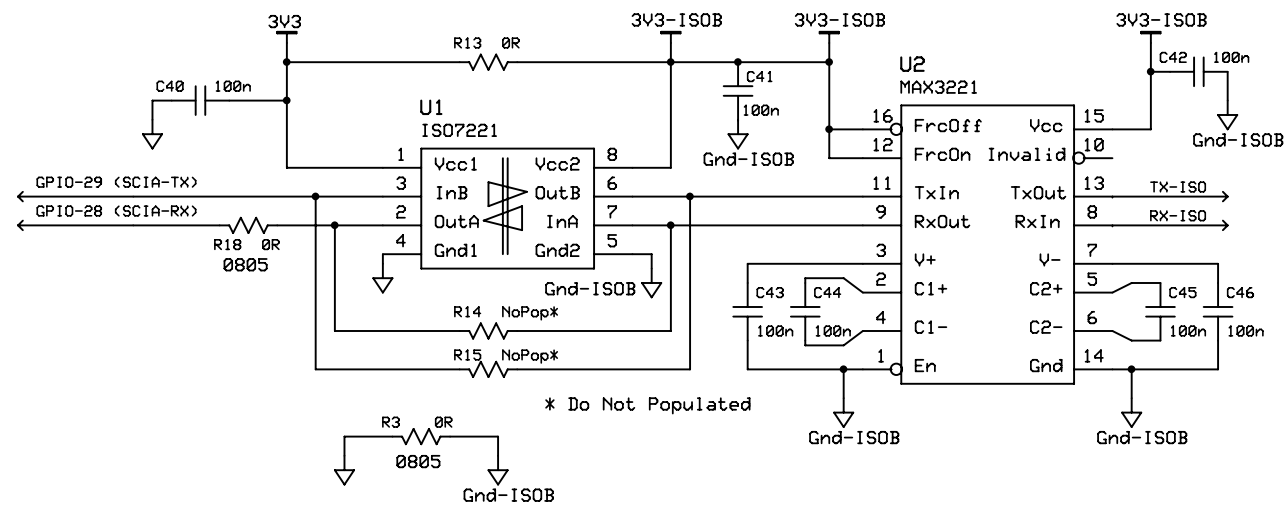 3V3
3V3-ISOB
3V3-ISOB
3V3-ISOB
R13 0R
C40 100n
C41
100n
Gnd-ISOB
C42 100n
Gnd-ISOB
U1
ISO7221
1 Vcc1 Vcc2 8
3 InB OutB 6
2 OutA InA 7
4 Gnd1 Gnd2 5
Gnd-ISOB
GPIO-29 (SCIA-TX)
GPIO-28 (SCIA-RX)
R18 0R
0805
R14 NoPop*
R15 NoPop*
* Do Not Populated
U2
MAX3221
16 FrcOff Vcc 15
12 FrcOn Invalid 10
11 TxIn TxOut 13
9 RxOut RxIn 8
3 V+ V- 7
2 C1+ C2+ 5
4 C1- C2- 6
1 En Gnd 14
TX-ISO
RX-ISO
C43
100n
C44
100n
C45
100n
C46
100n
Gnd-ISOB
Gnd-ISOB
R3 0R
0805
Gnd-ISOB